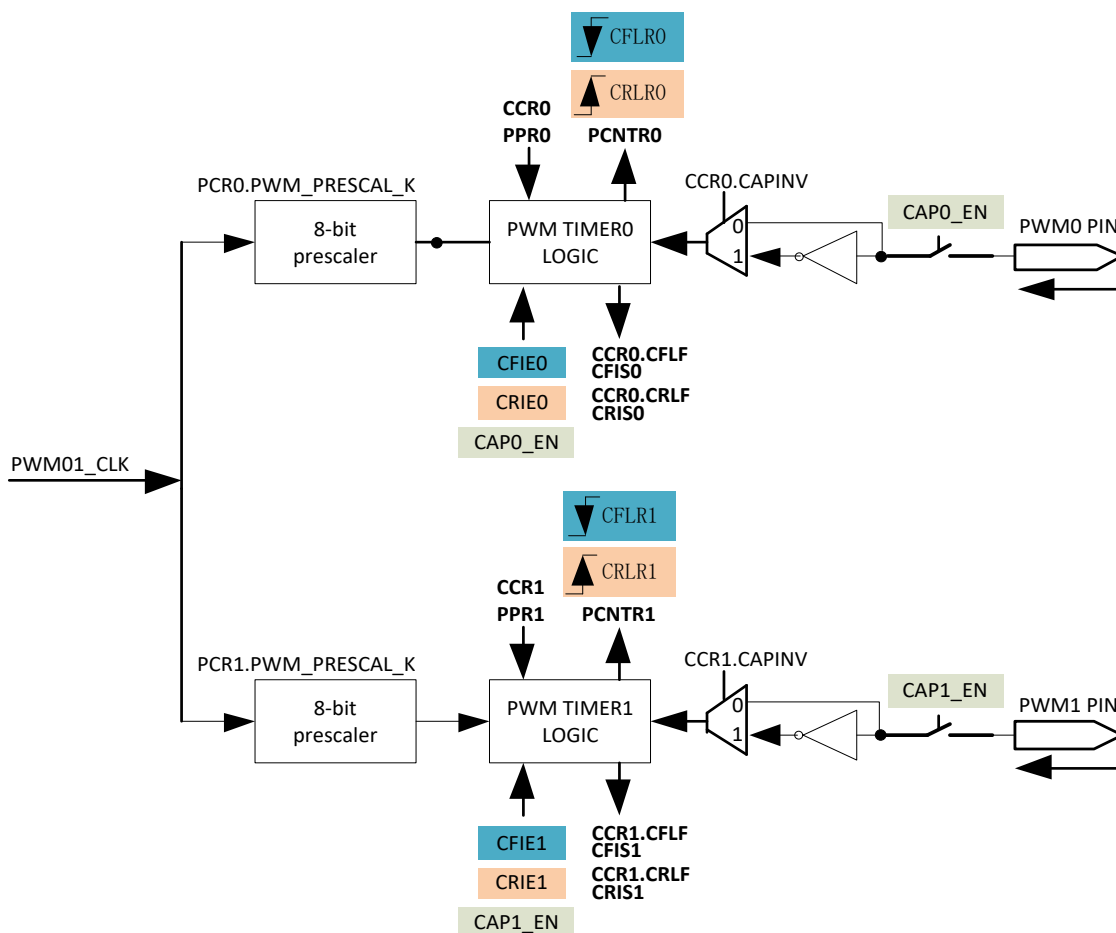 CFLR0
CRLR0
CCR0
PPR0
PCNTR0
PCR0.PWM_PRESCAL_K
8-bit
prescaler
PWM TIMER0
LOGIC
CCR0.CAPINV
0
1
CAP0_EN
PWM0 PIN
CFIE0
CRIE0
CAP0_EN
CCR0.CFLF
CFIS0
CCR0.CRLF
CRIS0
PWM01_CLK
CFLR1
CRLR1
CCR1
PPR1
PCNTR1
PCR1.PWM_PRESCAL_K
8-bit
prescaler
PWM TIMER1
LOGIC
CCR1.CAPINV
0
1
CAP1_EN
PWM1 PIN
CFIE1
CRIE1
CAP1_EN
CCR1.CFLF
CFIS1
CCR1.CRLF
CRIS1